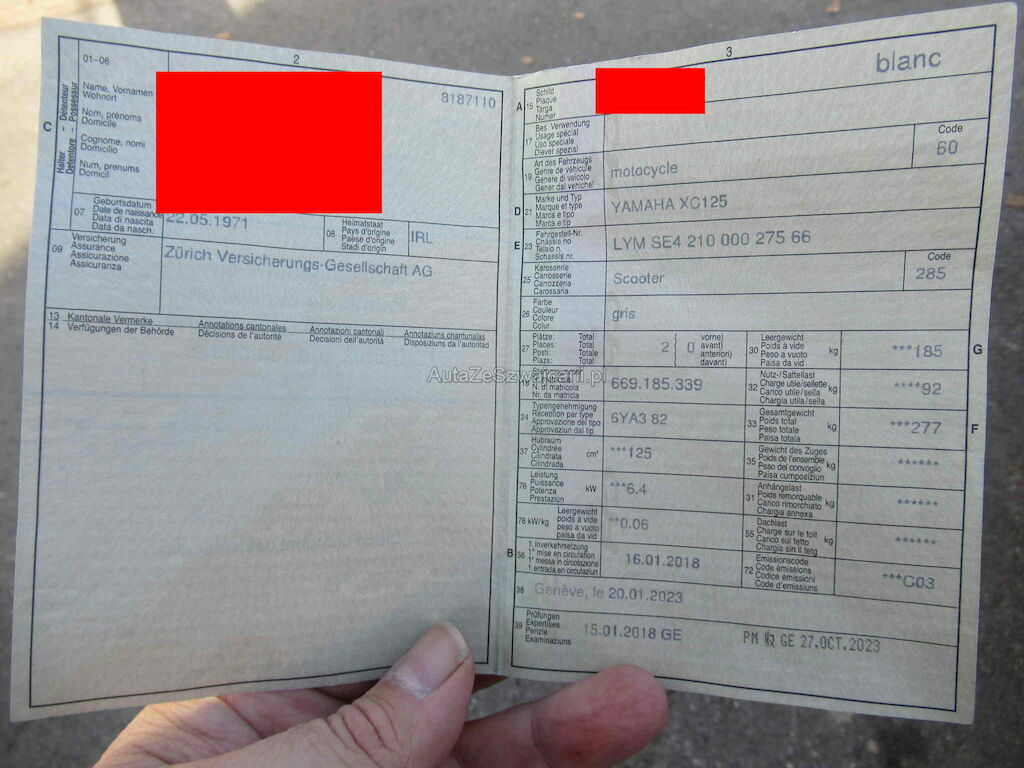 2
01–06
8187110
C
Halter – Détenteur
Detentore – Possessur
Name, Vornamen
Wohnort
Nom, prénoms
Domicile
Cognome, nomi
Domicilio
Num, prenums
Domicil
07
Geburtsdatum
Date de naissance
Data di nascita
Data da nasch.
22.05.1971
08
Heimatstaat
Pays d'origine
Paese d'origine
Stadi d'origin
IRL
09
Versicherung
Assurance
Assicurazione
Assicuranza
Zürich Versicherungs-Gesellschaft AG
13 Kantonale Vermerke
14 Verfügungen der Behörde
Annotations cantonales
Décisions de l'autorité
Annotazioni cantonali
Decisioni dell'autorità
Annotaziuns chantunalas
Disposiziuns da l'autoritad
3
blanc
A
15
Schild
Plaque
Targa
Numer
17
Bes. Verwendung
Usage spécial
Uso speciale
Diever spezial
19
Art des Fahrzeugs
Genre de véhicule
Genere di veicolo
Gener dal vehichel
motocycle
Code
60
D
21
Marke und Typ
Marque et type
Marca e tipo
Marca e tip
YAMAHA XC125
E
23
Fahrgestell-Nr.
Châssis no
Telaio n.
Schassis nr.
LYM SE4 210 000 275 66
25
Karosserie
Carrosserie
Carrozzeria
Carossaria
Scooter
Code
285
26
Farbe
Couleur
Colore
Colur
gris
27
Plätze: Total
Places: Total
Posti: Totale
Plazs: Total
2 ( 0
vorne)
avant)
anteriori)
davant)
30
Leergewicht
Poids à vide
Peso a vuoto
Paisa da vid
kg
***185
G
18
N. di matricola
Nr. da matricla
669.185.339
32
Nutz-/Sattellast
Charge utile/sellette
Carico utile/sella
Chargia utila/sella
kg
****92
24
Typengenehmigung
Réception par type
Approvazione del tipo
Approvaziun dal tip
6YA3 82
33
Gesamtgewicht
Poids total
Peso totale
Paisa totala
kg
***277
F
37
Hubraum
Cylindrée
Cilindrata
Cilindrada
cm³
***125
35
Gewicht des Zuges
Poids de l'ensemble
Peso del convoglio
Paisa cumposiziun
kg
******
76
Leistung
Puissance
Potenza
Prestaziun
kW
***6.4
31
Anhängelast
Poids remorquable
Carico rimorchiato
Chargia annexa
kg
******
78 kW/kg
Leergewicht
poids à vide
peso a vuoto
paisa da vid
**0.06
55
Dachlast
Charge sur le toit
Carico sul tetto
Chargia sin il tetg
kg
******
B
36
1. Inverkehrsetzung
1re mise en circulation
1a messa in circolazione
1. entrada en circulaziun
16.01.2018
72
Emissionscode
Code émissions
Codice emissioni
Code d'emissiuns
***C03
38
Genève, le 20.01.2023
39
Prüfungen
Expertises
Perizie
Examinaziuns
15.01.2018 GE
PM GE 27.OCT.2023
AutaZeSzwajcarii.pl